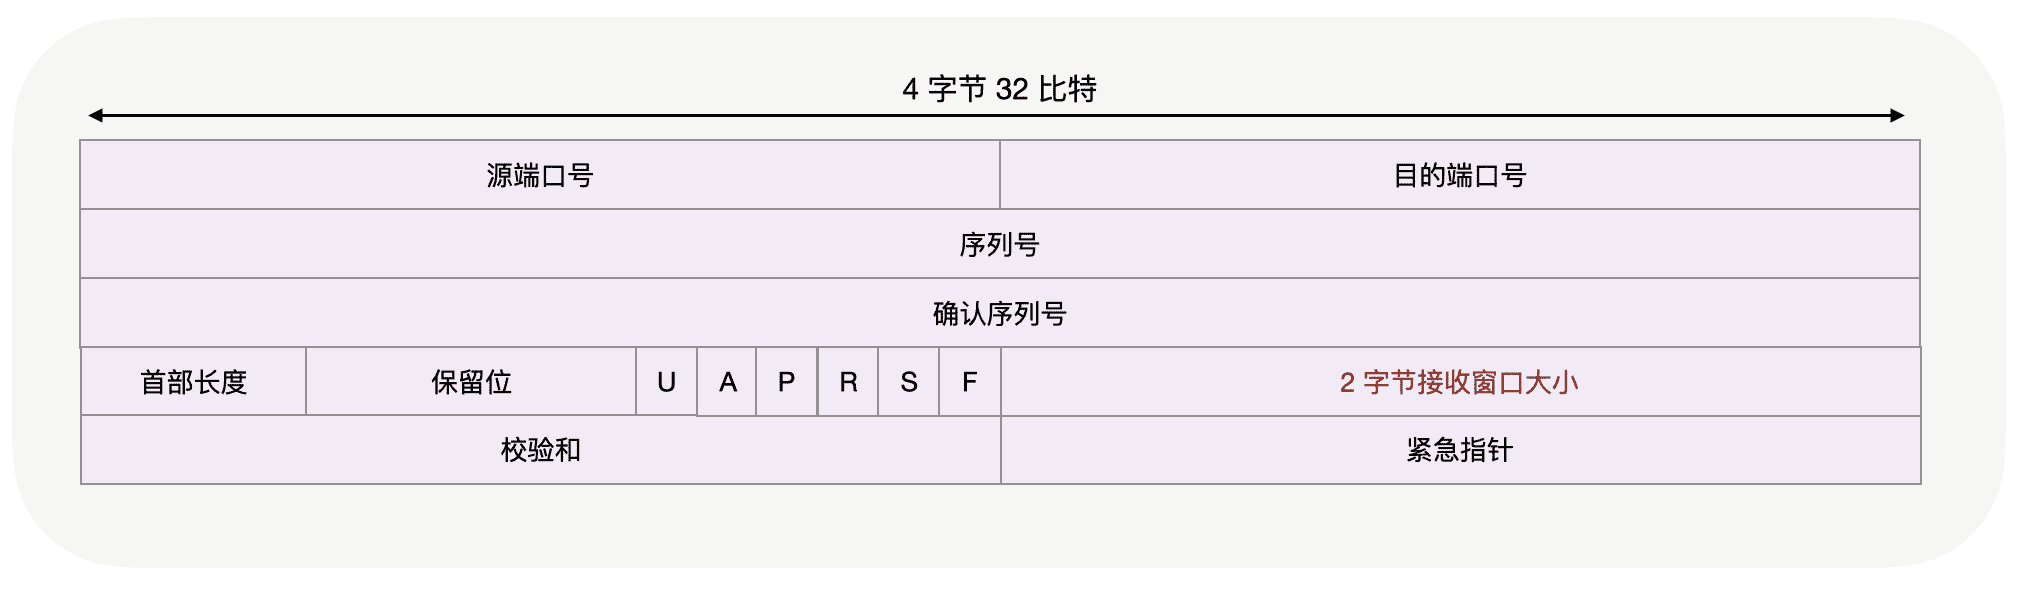 4 字节 32 比特
源端口号 目的端口号
序列号
确认序列号
首部长度 保留位 U A P R S F 2 字节接收窗口大小
校验和 紧急指针